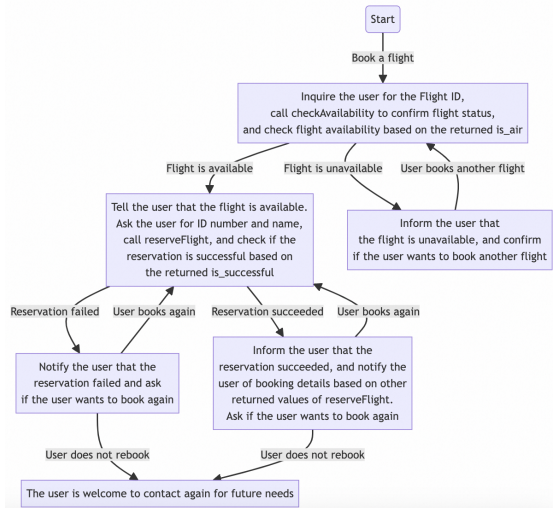 Start
Book a flight
Inquire the user for the Flight ID,
call checkAvailability to confirm flight status,
and check flight availability based on the returned is_air
Flight is available
Flight is unavailable
User books another flight
Tell the user that the flight is available.
Ask the user for ID number and name,
call reserveFlight, and check if the
reservation is successful based on
the returned is_successful
Inform the user that
the flight is unavailable, and confirm
if the user wants to book another flight
Reservation failed
User books again
Reservation succeeded
User books again
Notify the user that the
reservation failed and ask
if the user wants to book again
Inform the user that the
reservation succeeded, and notify the
user of booking details based on other
returned values of reserveFlight.
Ask if the user wants to book again
User does not rebook
User does not rebook
The user is welcome to contact again for future needs